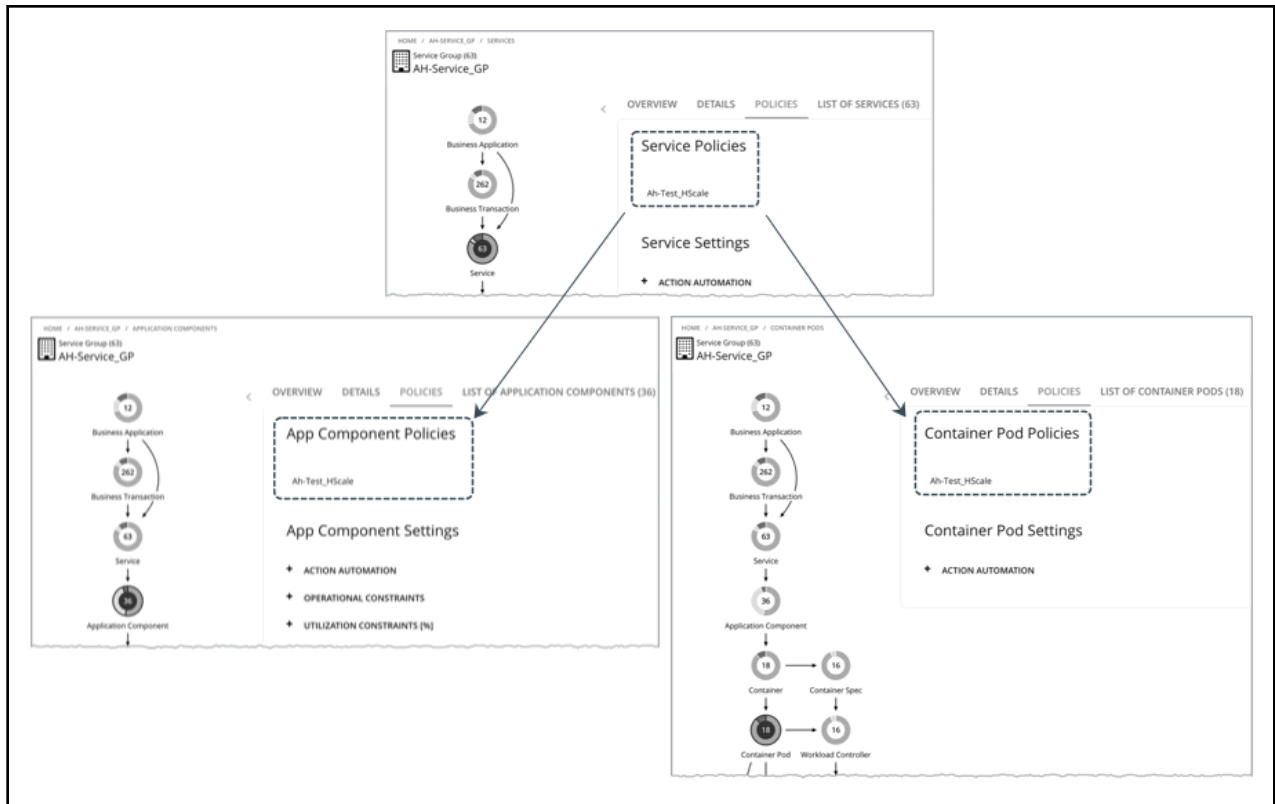 HOME / AH-SERVICE_GP / SERVICES
Service Group (63)
AH-Service_GP
OVERVIEW DETAILS POLICIES LIST OF SERVICES (63)
12
Business Application
262
Business Transaction
63
Service
Service Policies
Ah-Test_HScale
Service Settings
+ ACTION AUTOMATION
HOME / AH-SERVICE_GP / APPLICATION COMPONENTS
Service Group (63)
AH-Service_GP
OVERVIEW DETAILS POLICIES LIST OF APPLICATION COMPONENTS (36)
12
Business Application
262
Business Transaction
63
Service
36
Application Component
App Component Policies
Ah-Test_HScale
App Component Settings
+ ACTION AUTOMATION
+ OPERATIONAL CONSTRAINTS
+ UTILIZATION CONSTRAINTS (%)
HOME / AH-SERVICE_GP / CONTAINER PODS
Service Group (63)
AH-Service_GP
OVERVIEW DETAILS POLICIES LIST OF CONTAINER PODS (18)
12
Business Application
262
Business Transaction
63
Service
36
Application Component
18 16
Container Container Spec
18 16
Container Pod Workload Controller
Container Pod Policies
Ah-Test_HScale
Container Pod Settings
+ ACTION AUTOMATION